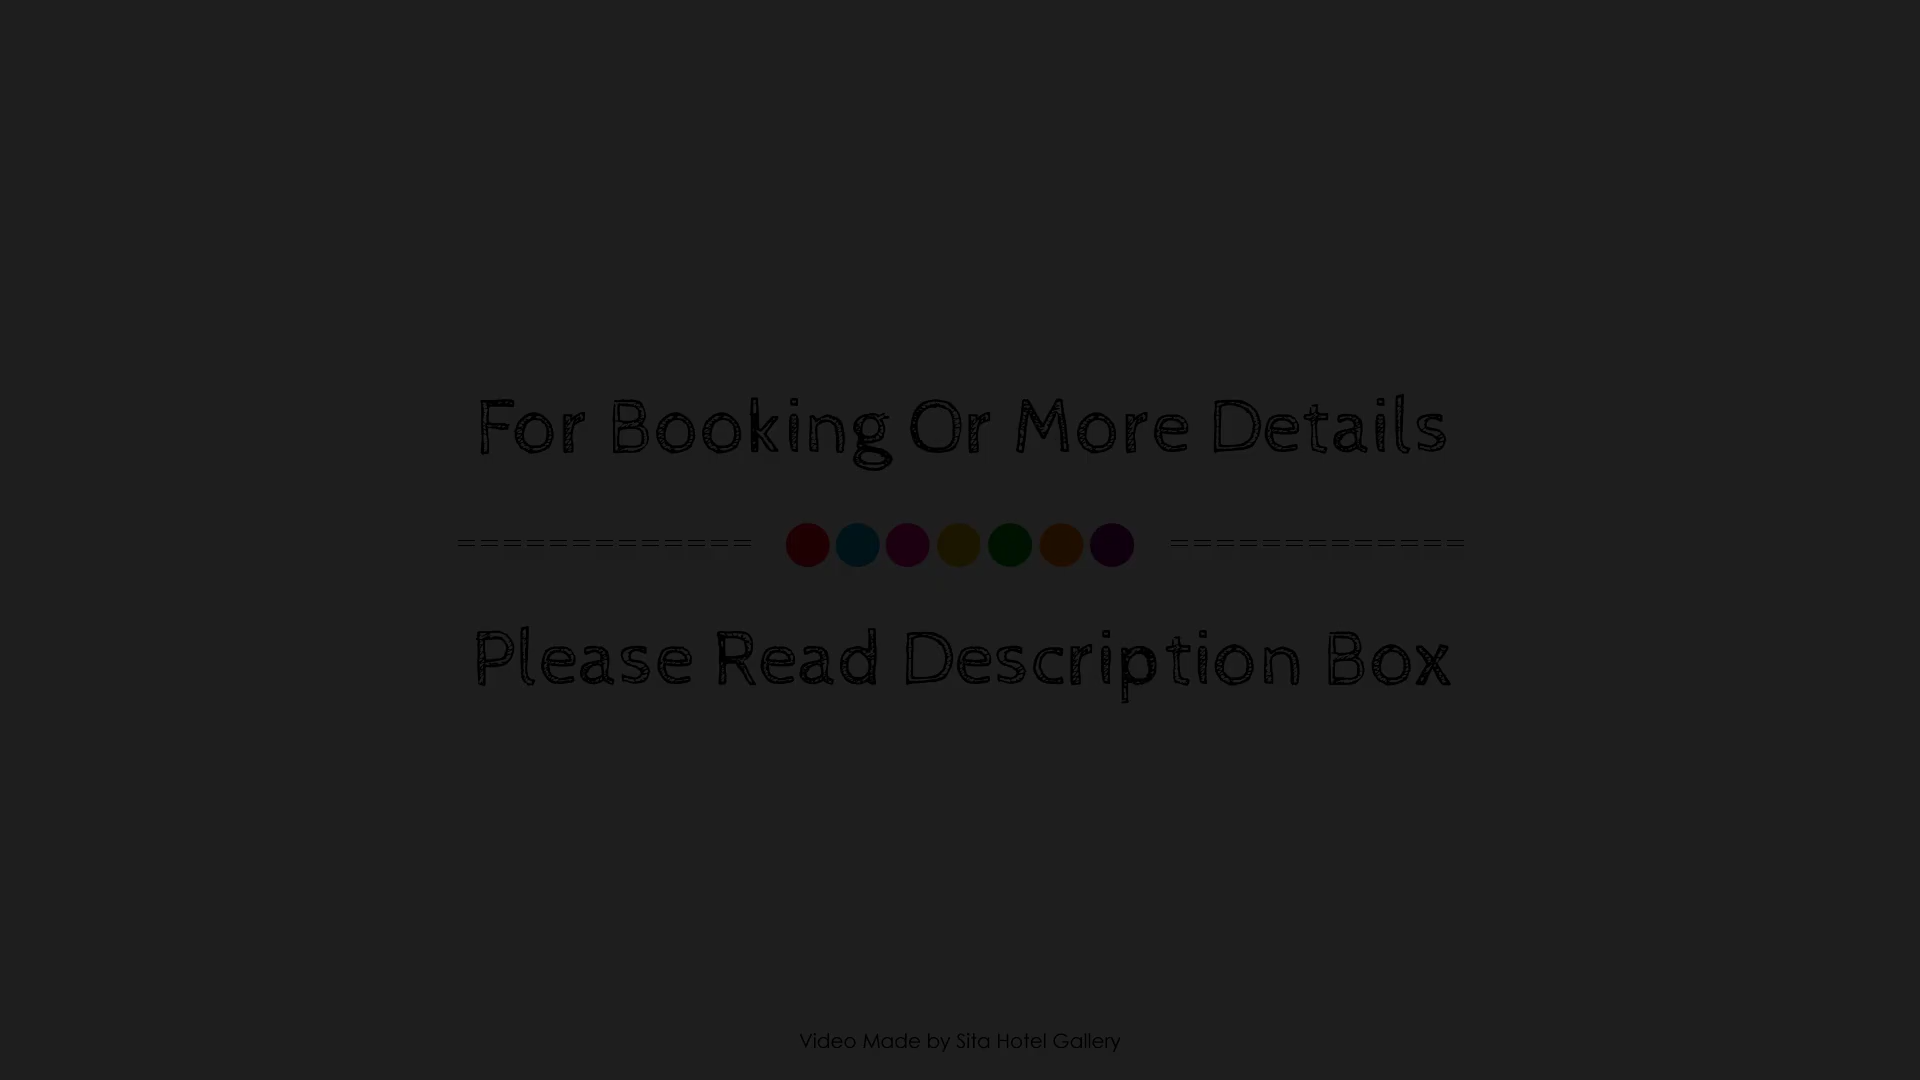 For Booking Or More Details
============= =============
Please Read Description Box
Video Made by Sita Hotel Gallery